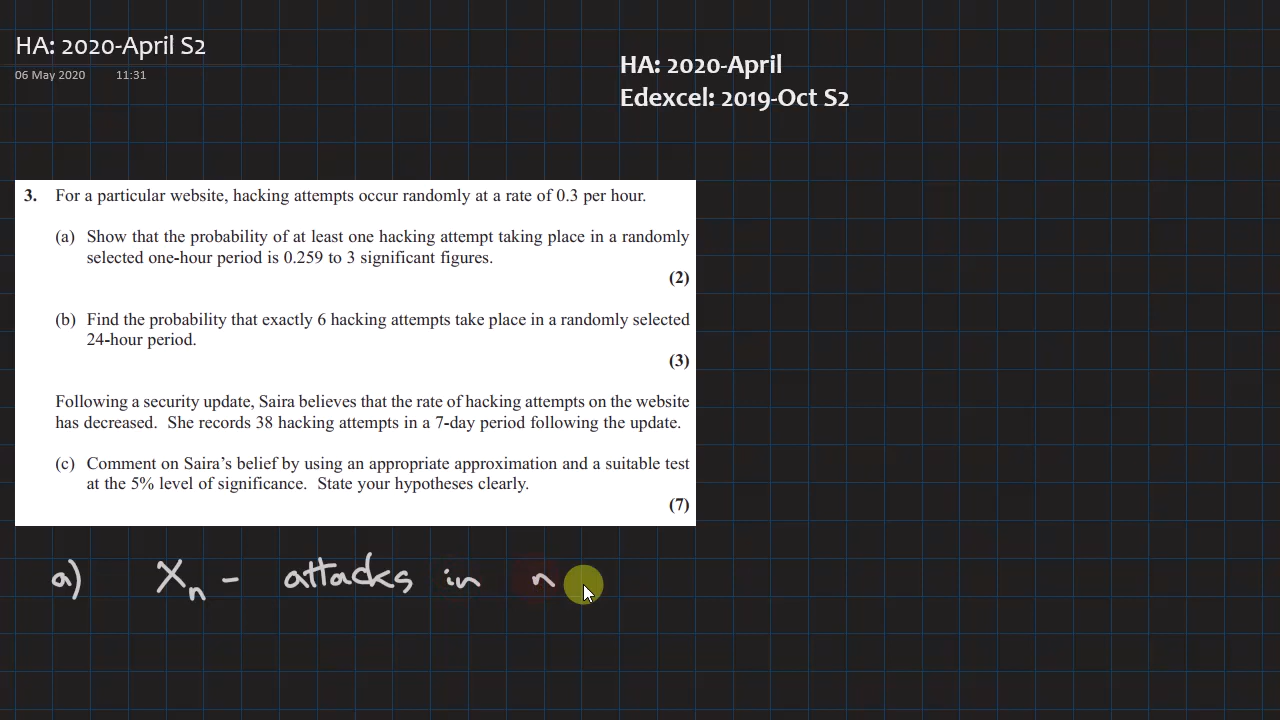 HA: 2020-April S2
06 May 2020 11:31
HA: 2020-April
Edexcel: 2019-Oct S2
3. For a particular website, hacking attempts occur randomly at a rate of 0.3 per hour.
(a) Show that the probability of at least one hacking attempt taking place in a randomly
selected one-hour period is 0.259 to 3 significant figures.
(2)
(b) Find the probability that exactly 6 hacking attempts take place in a randomly selected
24-hour period.
(3)
Following a security update, Saira believes that the rate of hacking attempts on the website
has decreased. She records 38 hacking attempts in a 7-day period following the update.
(c) Comment on Saira's belief by using an appropriate approximation and a suitable test
at the 5% level of significance. State your hypotheses clearly.
(7)
a) Xn - attacks in n